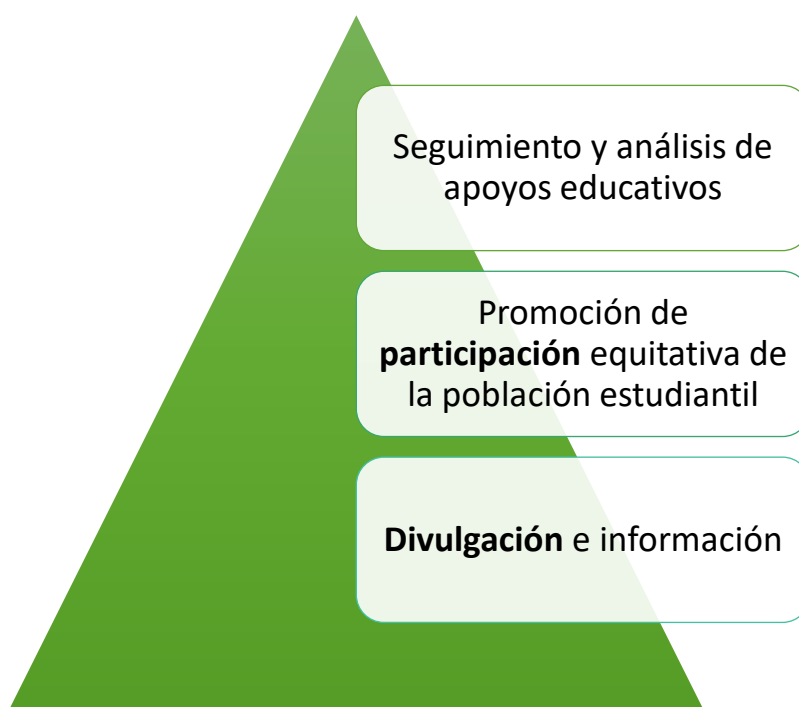 Seguimiento y análisis de
apoyos educativos
Promoción de
participación equitativa de
la población estudiantil
Divulgación e información